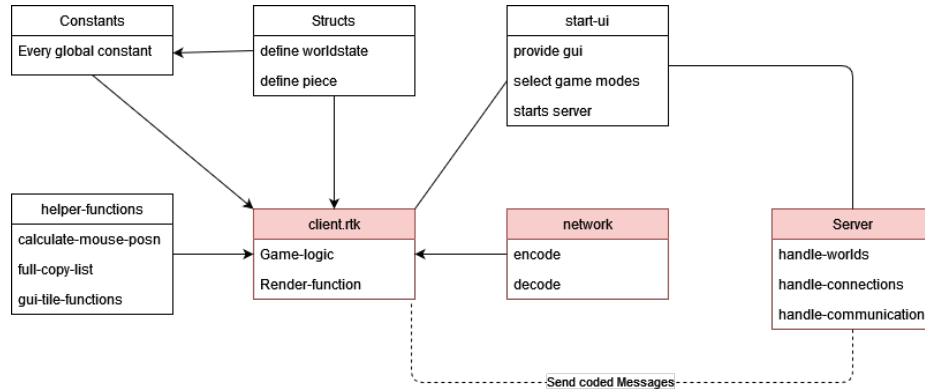 Constants
Every global constant
Structs
define worldstate
define piece
start-ui
provide gui
select game modes
starts server
helper-functions
calculate-mouse-posn
full-copy-list
gui-tile-functions
client.rtk
Game-logic
Render-function
network
encode
decode
Server
handle-worlds
handle-connections
handle-communication
Send coded Messages